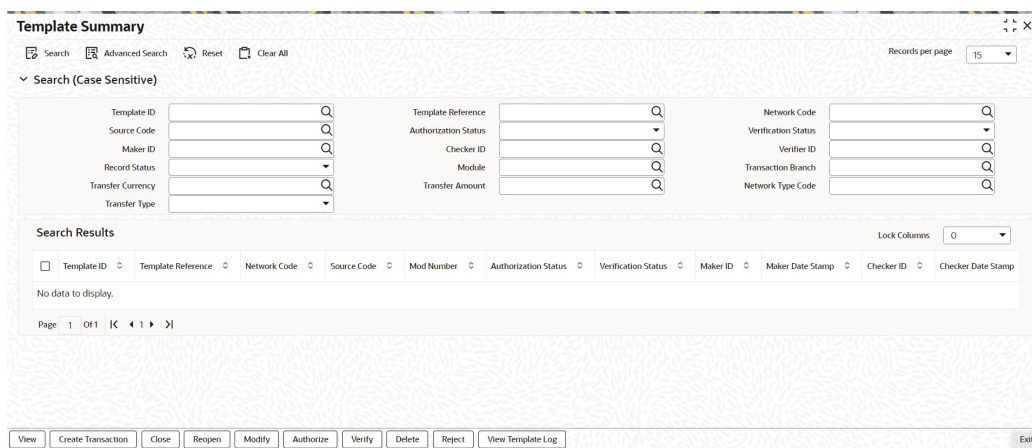 Template Summary
Search Advanced Search Reset Clear All Records per page 15
Search (Case Sensitive)
Template ID Template Reference Network Code
Source Code Authorization Status Verification Status
Maker ID Checker ID Verifier ID
Record Status Module Transaction Branch
Transfer Currency Transfer Amount Network Type Code
Transfer Type
Search Results Lock Columns 0
Template ID Template Reference Network Code Source Code Mod Number Authorization Status Verification Status Maker ID Maker Date Stamp Checker ID Checker Date Stamp
No data to display.
Page 1 Of 1 1
View Create Transaction Close Reopen Modify Authorize Verify Delete Reject View Template Log